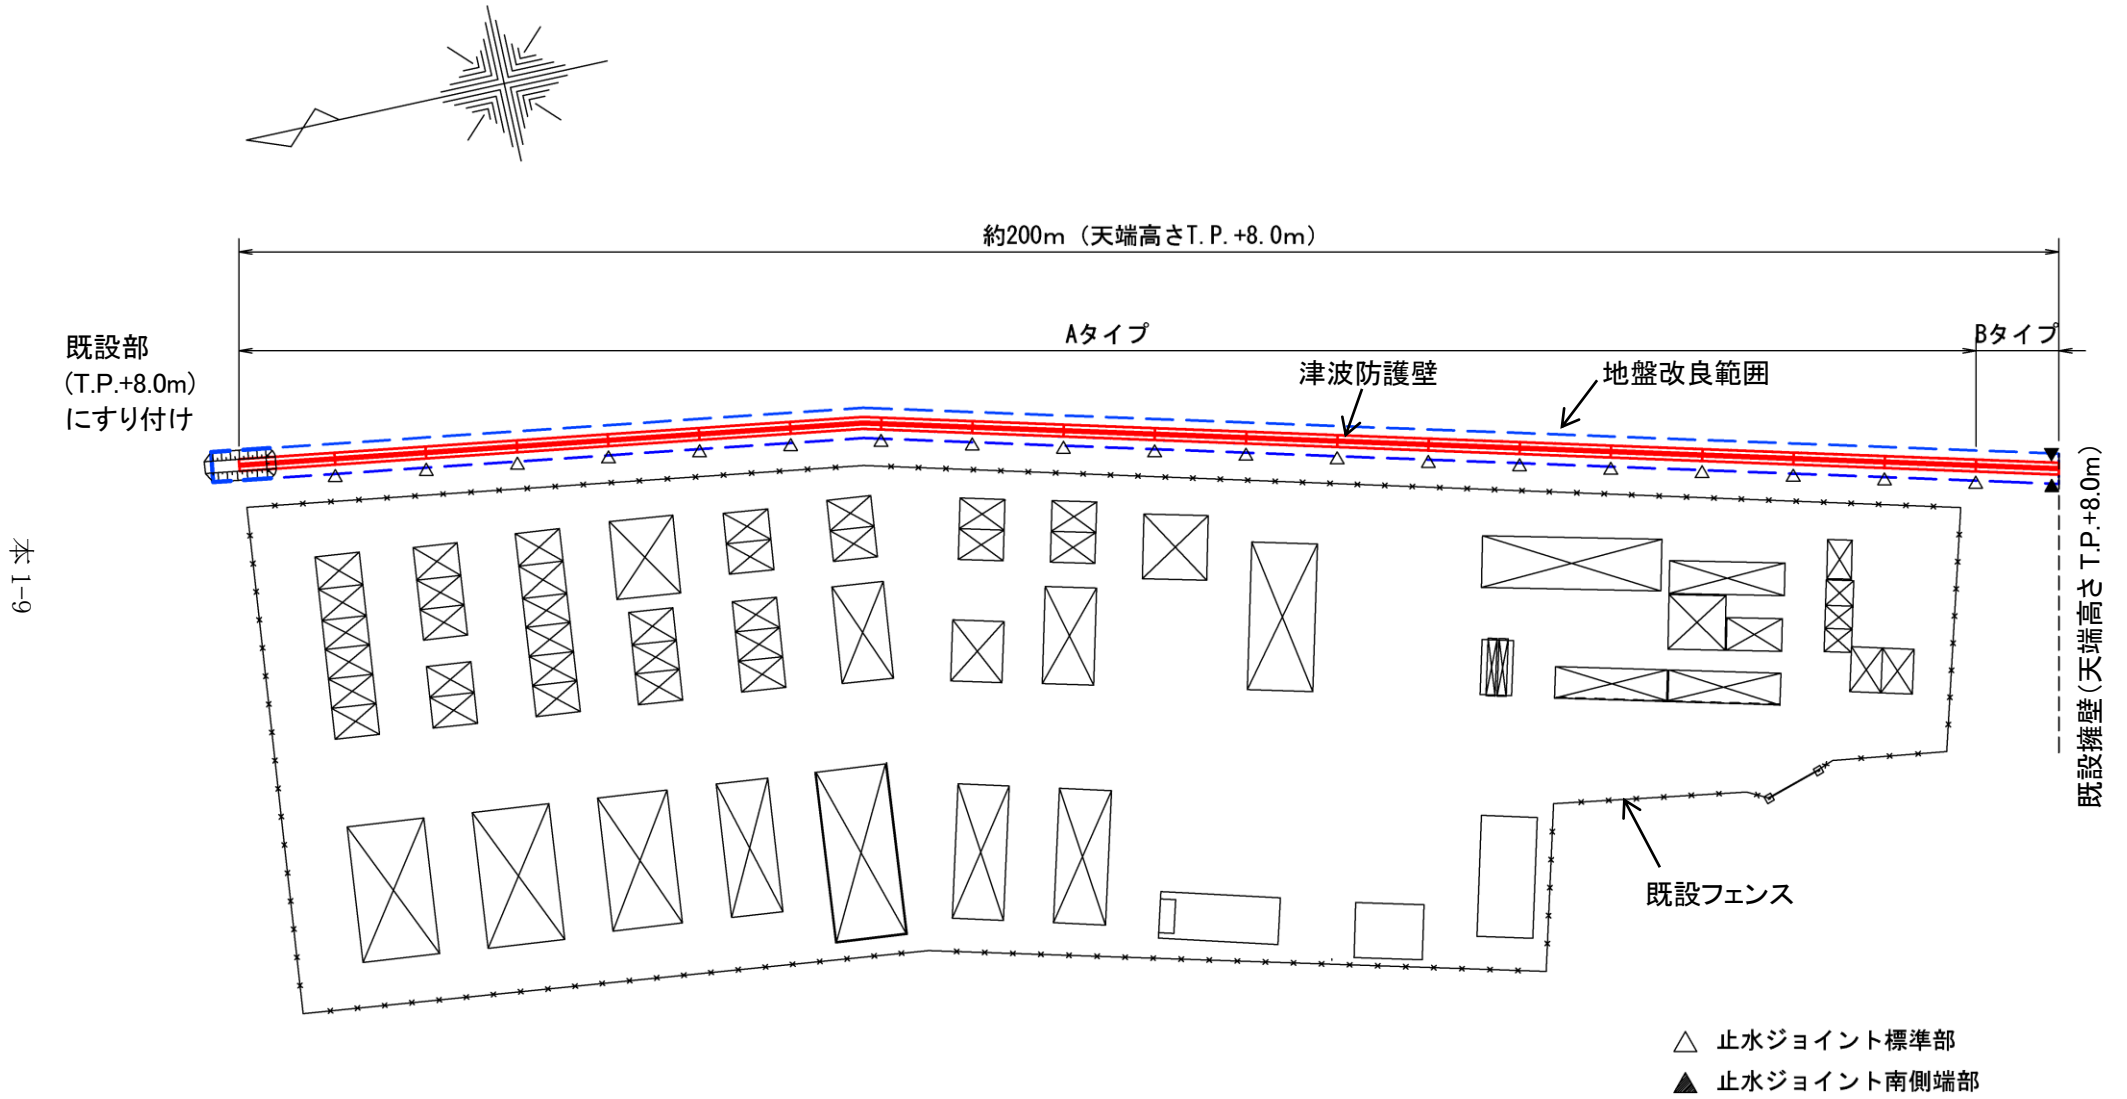 約200m（天端高さT.P.+8.0m）
Aタイプ
Bタイプ
既設部
(T.P.+8.0m)
にすり付け
津波防護壁
地盤改良範囲
既設擁壁(天端高さ T.P.+8.0m)
本 1-9
既設フェンス
△ 止水ジョイント標準部
▲ 止水ジョイント南側端部